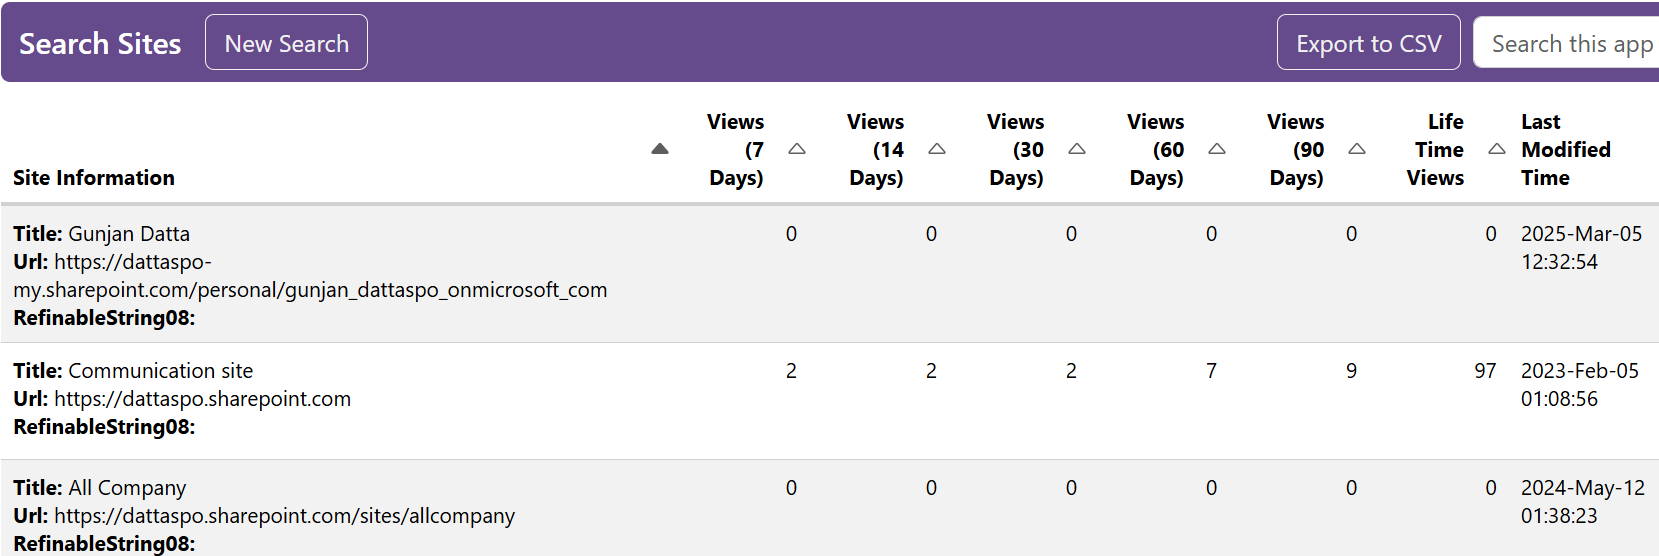 Search Sites New Search Export to CSV Search this app
Site Information Views (7 Days) Views (14 Days) Views (30 Days) Views (60 Days) Views (90 Days) Life Time Views Last Modified Time
Title: Gunjan Datta 0 0 0 0 0 0 2025-Mar-05
Url: https://dattaspo- 12:32:54
my.sharepoint.com/personal/gunjan_dattaspo_onmicrosoft_com
RefinableString08:
Title: Communication site 2 2 2 7 9 97 2023-Feb-05
Url: https://dattaspo.sharepoint.com 01:08:56
RefinableString08:
Title: All Company 0 0 0 0 0 0 2024-May-12
Url: https://dattaspo.sharepoint.com/sites/allcompany 01:38:23
RefinableString08: